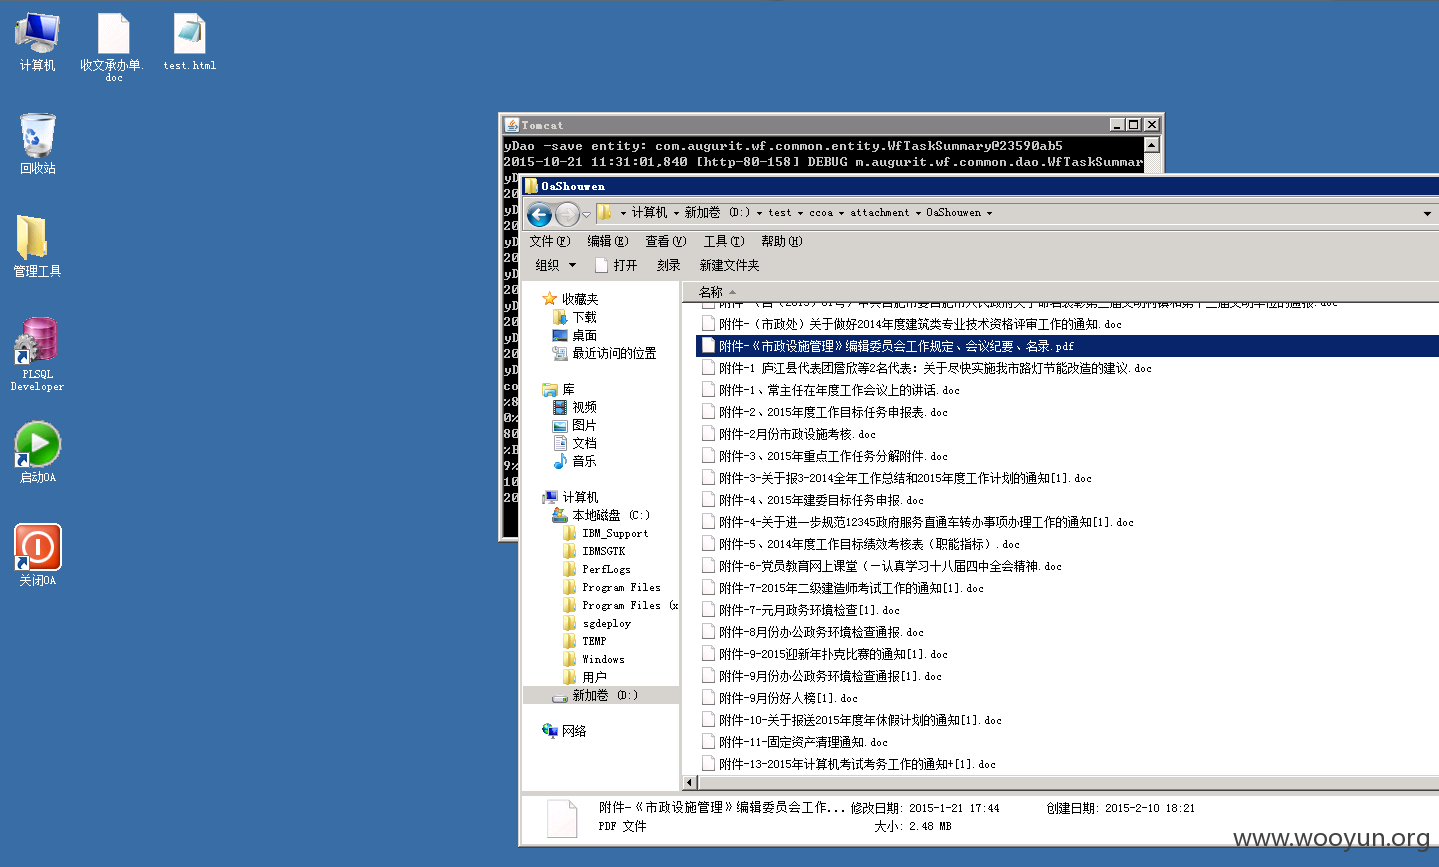 计算机
收文承办单.
doc
test.html
回收站
管理工具
PLSQL
Developer
启动OA
关闭OA
Tomcat
yDao -save entity: com.augurit.wf.common.entity.WfTaskSummary@23590ab5
2015-10-21 11:31:01,840 [http-80-158] DEBUG m.augurit.wf.common.dao.WfTaskSummar
OaShouwen
计算机 新加卷 (D:) test ccoa attachment OaShouwen
文件(F) 编辑(E) 查看(V) 工具(T) 帮助(H)
组织 打开 刻录 新建文件夹
收藏夹
下载
桌面
最近访问的位置
库
视频
图片
文档
音乐
计算机
本地磁盘 (C:)
IBM_Support
IBMSGTK
PerfLogs
Program Files
Program Files (x
sgdeploy
TEMP
Windows
用户
新加卷 (D:)
网络
名称
附件-（市政处）关于做好2014年度建筑类专业技术资格评审工作的通知.doc
附件-《市政设施管理》编辑委员会工作规定、会议纪要、名录.pdf
附件-1 庐江县代表团詹欣等2名代表：关于尽快实施我市路灯节能改造的建议.doc
附件-1、常主任在年度工作会议上的讲话.doc
附件-2、2015年度工作目标任务申报表.doc
附件-2月份市政设施考核.doc
附件-3、2015年重点工作任务分解附件.doc
附件-3-关于报3-2014全年工作总结和2015年度工作计划的通知[1].doc
附件-4、2015年建委目标任务申报.doc
附件-4-关于进一步规范12345政府服务直通车转办事项办理工作的通知[1].doc
附件-5、2014年度工作目标绩效考核表（职能指标）.doc
附件-6-党员教育网上课堂（－认真学习十八届四中全会精神.doc
附件-7-2015年二级建造师考试工作的通知[1].doc
附件-7-元月政务环境检查[1].doc
附件-8月份办公政务环境检查通报.doc
附件-9-2015迎新年扑克比赛的通知[1].doc
附件-9月份办公政务环境检查通报[1].doc
附件-9月份好人榜[1].doc
附件-10-关于报送2015年度年休假计划的通知[1].doc
附件-11-固定资产清理通知.doc
附件-13-2015年计算机考试考务工作的通知+[1].doc
附件-《市政设施管理》编辑委员会工作... 修改日期: 2015-1-21 17:44 创建日期: 2015-2-10 18:21
PDF 文件 大小: 2.48 MB
www.wooyun.org